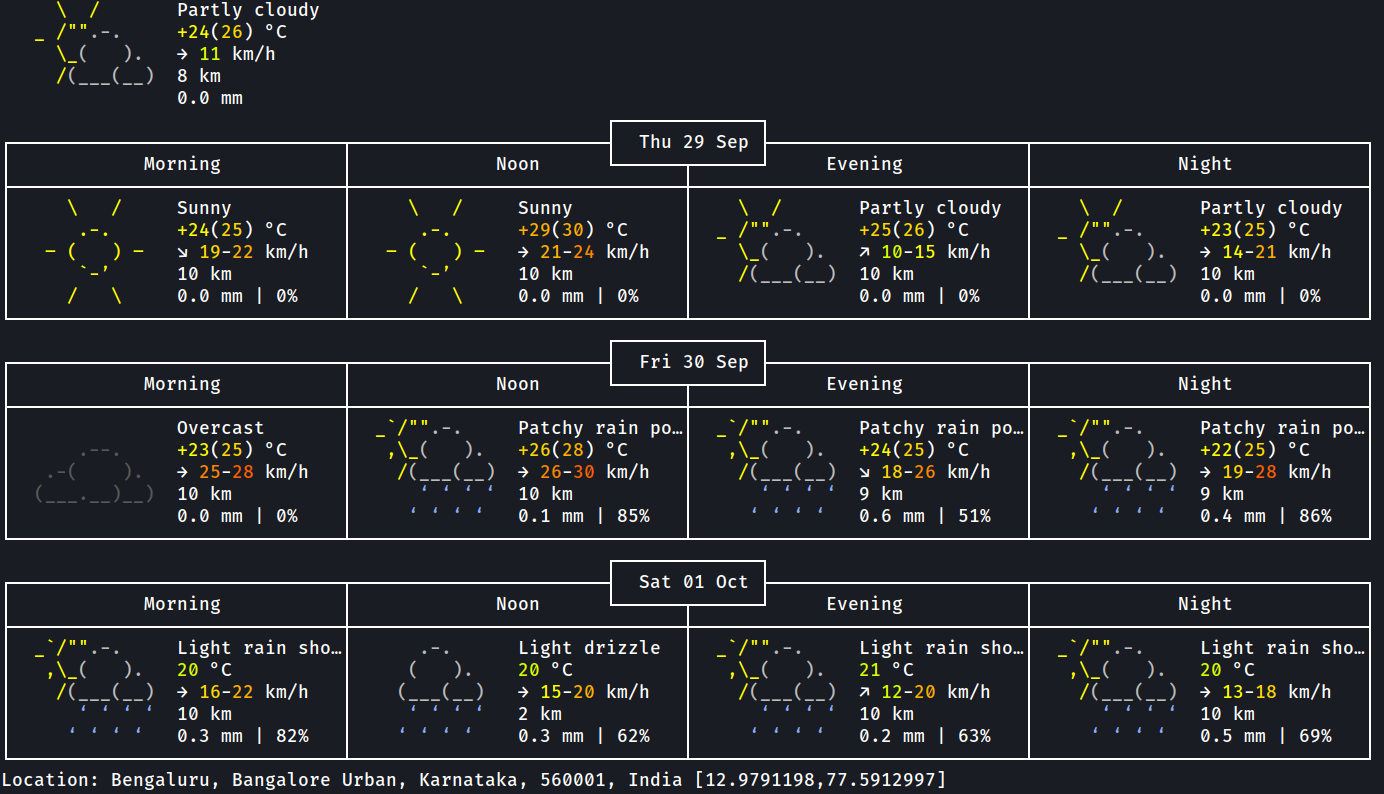 Partly cloudy
+24(26) °C
→ 11 km/h
8 km
0.0 mm
Thu 29 Sep
Morning Noon Evening Night
Sunny Sunny Partly cloudy Partly cloudy
+24(25) °C +29(30) °C +25(26) °C +23(25) °C
↘ 19-22 km/h → 21-24 km/h ↗ 10-15 km/h → 14-21 km/h
10 km 10 km 10 km 10 km
0.0 mm | 0% 0.0 mm | 0% 0.0 mm | 0% 0.0 mm | 0%
Fri 30 Sep
Morning Noon Evening Night
Overcast Patchy rain po… Patchy rain po… Patchy rain po…
+23(25) °C +26(28) °C +24(25) °C +22(25) °C
→ 25-28 km/h → 26-30 km/h ↘ 18-26 km/h → 19-28 km/h
10 km 10 km 9 km 9 km
0.0 mm | 0% 0.1 mm | 85% 0.6 mm | 51% 0.4 mm | 86%
Sat 01 Oct
Morning Noon Evening Night
Light rain sho… Light drizzle Light rain sho… Light rain sho…
20 °C 20 °C 21 °C 20 °C
→ 16-22 km/h → 15-20 km/h ↗ 12-20 km/h → 13-18 km/h
10 km 2 km 10 km 10 km
0.3 mm | 82% 0.3 mm | 62% 0.2 mm | 63% 0.5 mm | 69%
Location: Bengaluru, Bangalore Urban, Karnataka, 560001, India [12.9791198,77.5912997]